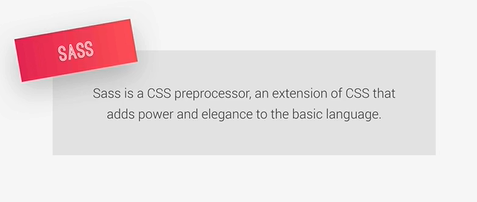 SASS
Sass is a CSS preprocessor, an extension of CSS that
adds power and elegance to the basic language.